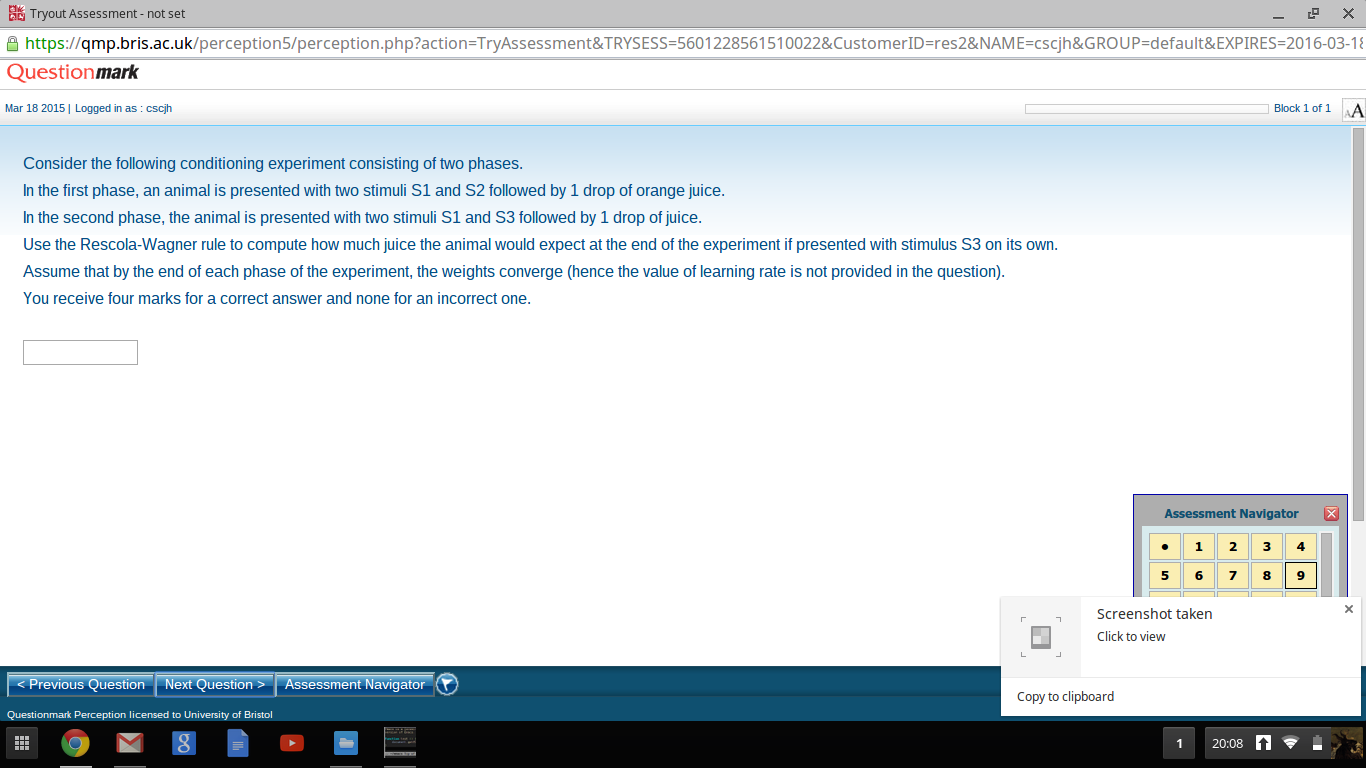 Tryout Assessment - not set
https://qmp.bris.ac.uk/perception5/perception.php?action=TryAssessment&TRYSESS=5601228561510022&CustomerID=res2&NAME=cscjh&GROUP=default&EXPIRES=2016-03-18
Questionmark
Mar 18 2015 | Logged in as : cscjh
Block 1 of 1
AA
Consider the following conditioning experiment consisting of two phases.
In the first phase, an animal is presented with two stimuli S1 and S2 followed by 1 drop of orange juice.
In the second phase, the animal is presented with two stimuli S1 and S3 followed by 1 drop of juice.
Use the Rescola-Wagner rule to compute how much juice the animal would expect at the end of the experiment if presented with stimulus S3 on its own.
Assume that by the end of each phase of the experiment, the weights converge (hence the value of learning rate is not provided in the question).
You receive four marks for a correct answer and none for an incorrect one.
Assessment Navigator
● 1 2 3 4
5 6 7 8 9
Screenshot taken
Click to view
Copy to clipboard
< Previous Question Next Question > Assessment Navigator
Questionmark Perception licensed to University of Bristol
8
1
20:08